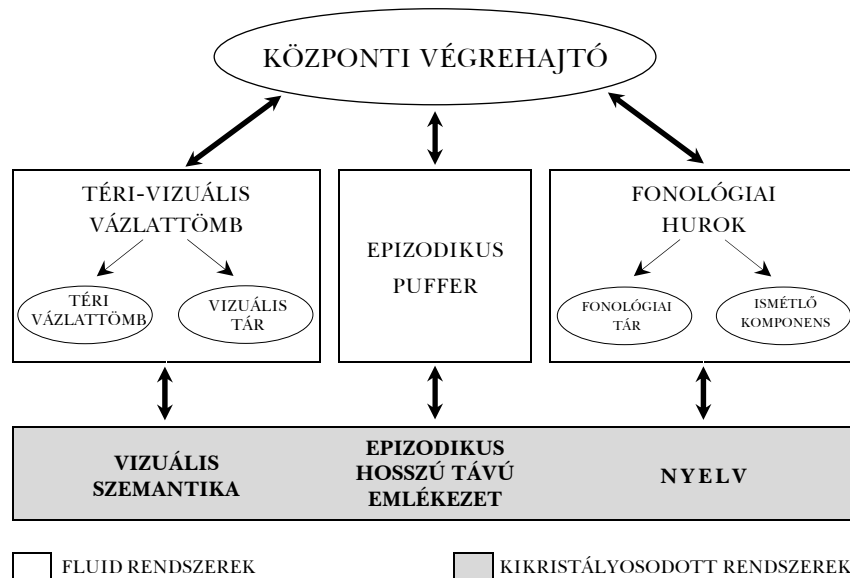 KÖZPONTI VÉGREHAJTÓ
TÉRI-VIZUÁLIS
VÁZLATTÖMB
TÉRI
VÁZLATTÖMB
VIZUÁLIS
TÁR
EPIZODIKUS
PUFFER
FONOLÓGIAI
HUROK
FONOLÓGIAI
TÁR
ISMÉTLŐ
KOMPONENS
VIZUÁLIS
SZEMANTIKA
EPIZODIKUS
HOSSZÚ TÁVÚ
EMLÉKEZET
NYELV
FLUID RENDSZEREK
KIKRISTÁLYOSODOTT RENDSZEREK